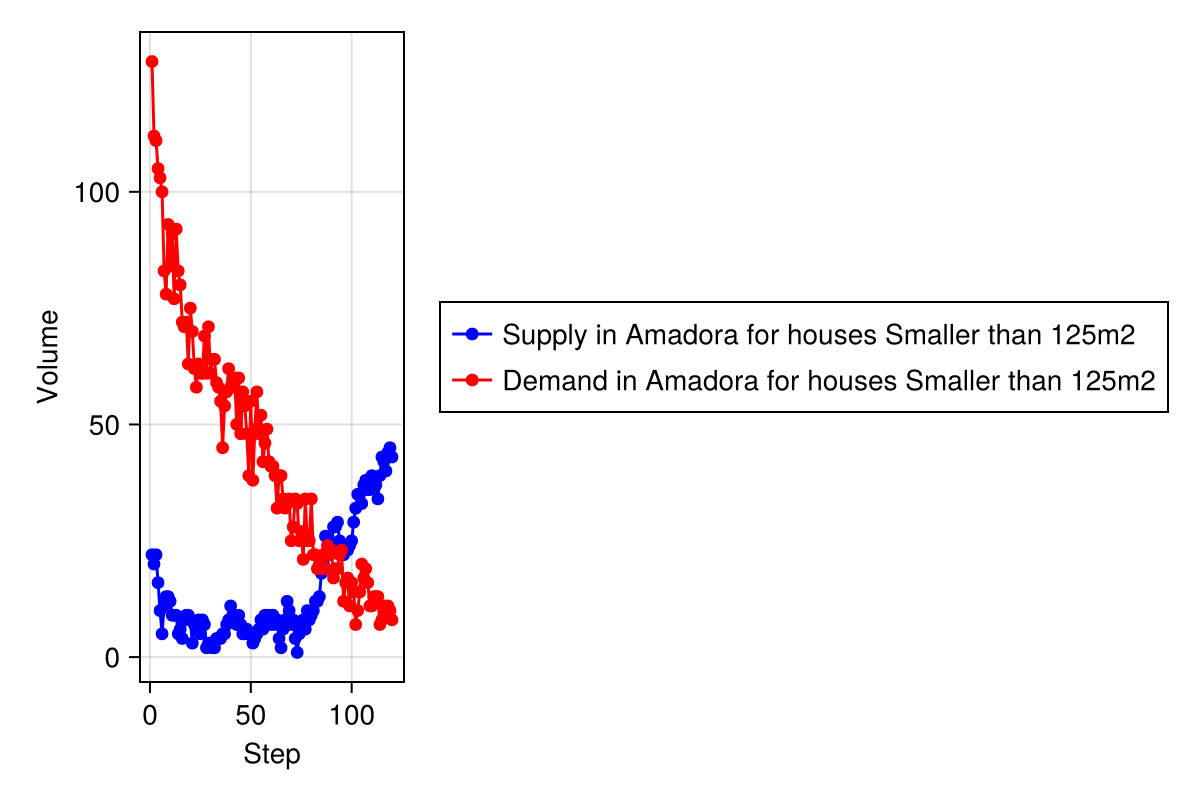 Volume
100
50
0
0 50 100
Step
Supply in Amadora for houses Smaller than 125m2
Demand in Amadora for houses Smaller than 125m2